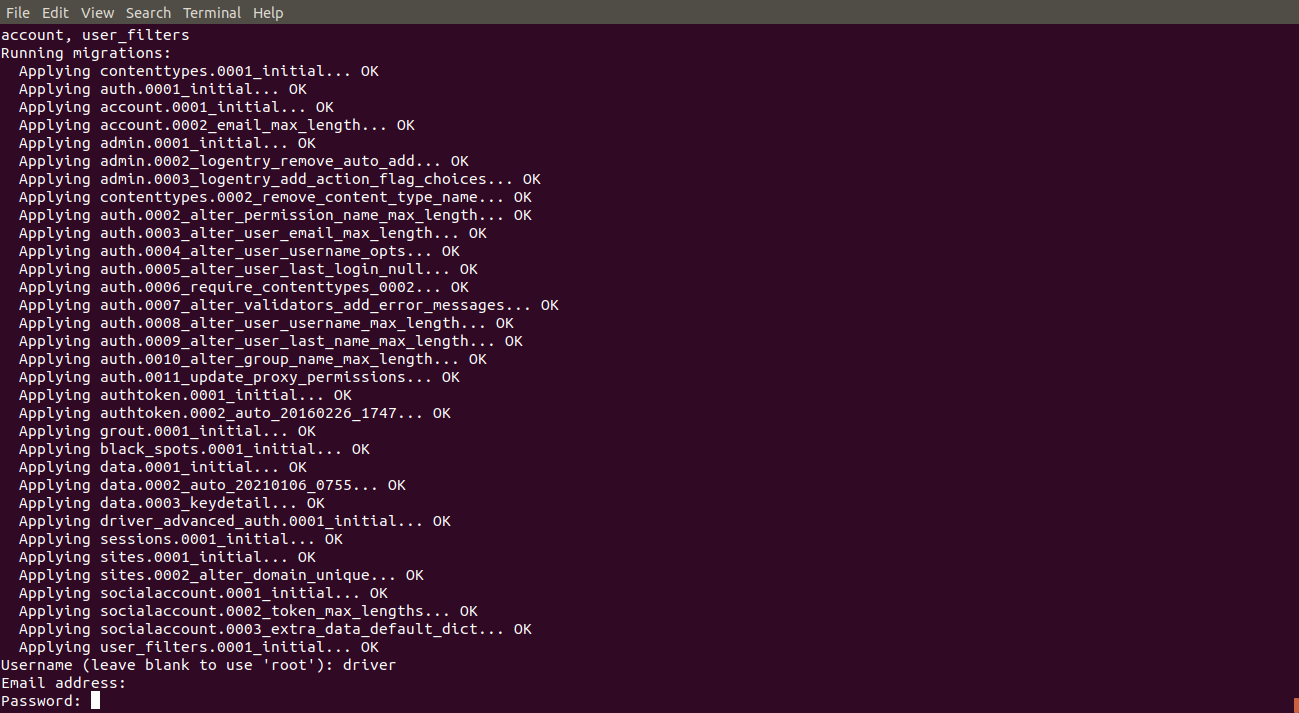 File Edit View Search Terminal Help
account, user_filters
Running migrations:
  Applying contenttypes.0001_initial... OK
  Applying auth.0001_initial... OK
  Applying account.0001_initial... OK
  Applying account.0002_email_max_length... OK
  Applying admin.0001_initial... OK
  Applying admin.0002_logentry_remove_auto_add... OK
  Applying admin.0003_logentry_add_action_flag_choices... OK
  Applying contenttypes.0002_remove_content_type_name... OK
  Applying auth.0002_alter_permission_name_max_length... OK
  Applying auth.0003_alter_user_email_max_length... OK
  Applying auth.0004_alter_user_username_opts... OK
  Applying auth.0005_alter_user_last_login_null... OK
  Applying auth.0006_require_contenttypes_0002... OK
  Applying auth.0007_alter_validators_add_error_messages... OK
  Applying auth.0008_alter_user_username_max_length... OK
  Applying auth.0009_alter_user_last_name_max_length... OK
  Applying auth.0010_alter_group_name_max_length... OK
  Applying auth.0011_update_proxy_permissions... OK
  Applying authtoken.0001_initial... OK
  Applying authtoken.0002_auto_20160226_1747... OK
  Applying grout.0001_initial... OK
  Applying black_spots.0001_initial... OK
  Applying data.0001_initial... OK
  Applying data.0002_auto_20210106_0755... OK
  Applying data.0003_keydetail... OK
  Applying driver_advanced_auth.0001_initial... OK
  Applying sessions.0001_initial... OK
  Applying sites.0001_initial... OK
  Applying sites.0002_alter_domain_unique... OK
  Applying socialaccount.0001_initial... OK
  Applying socialaccount.0002_token_max_lengths... OK
  Applying socialaccount.0003_extra_data_default_dict... OK
  Applying user_filters.0001_initial... OK
Username (leave blank to use 'root'): driver
Email address:
Password: